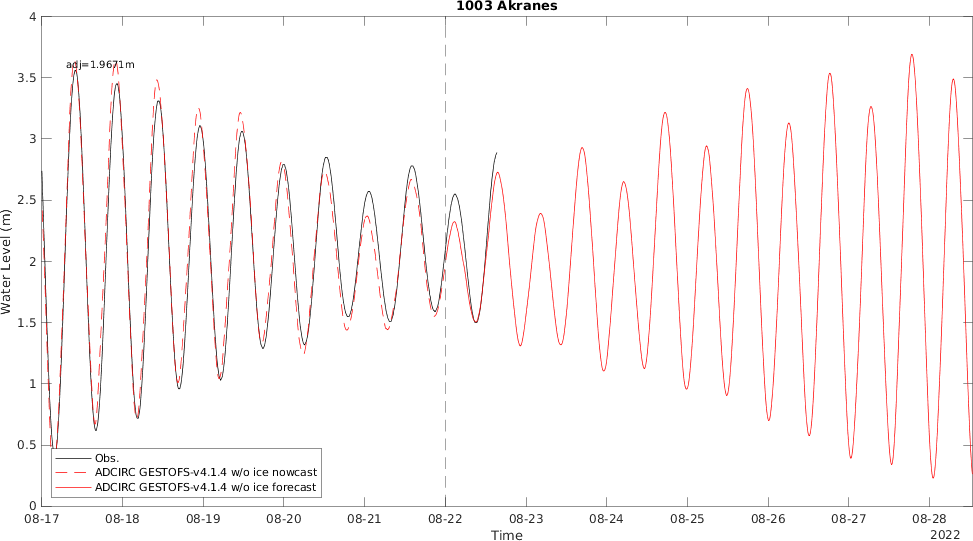 1003 Akranes
adj=1.9671m
Water Level (m)
4
3.5
3
2.5
2
1.5
1
0.5
0
Obs.
ADCIRC GESTOFS-v4.1.4 w/o ice nowcast
ADCIRC GESTOFS-v4.1.4 w/o ice forecast
08-17 08-18 08-19 08-20 08-21 08-22 08-23 08-24 08-25 08-26 08-27 08-28
2022
Time